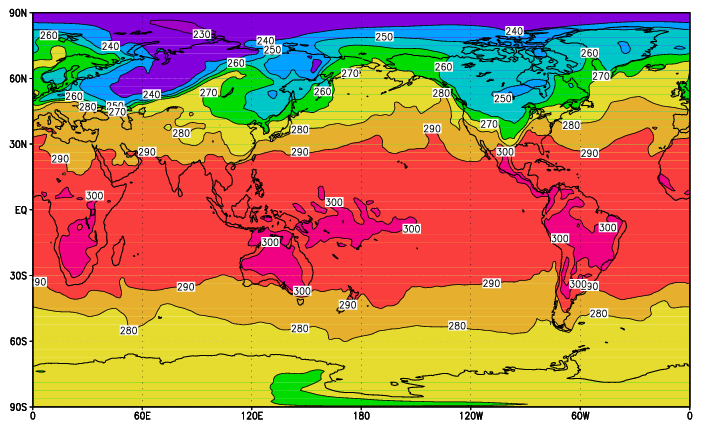 90N
230 240
260 250
240 240
250 260
260 260
270 60N 270
280 270 260 240 260 280 250
250
270 270
280 280 290 280
30N 290 290 290 300 290
300
EQ 300
300
300 300 300
30S 90 290 300 290 300 90
290
280 280 280 280
60S
90S
0 60E 120E 180 120W 60W 0